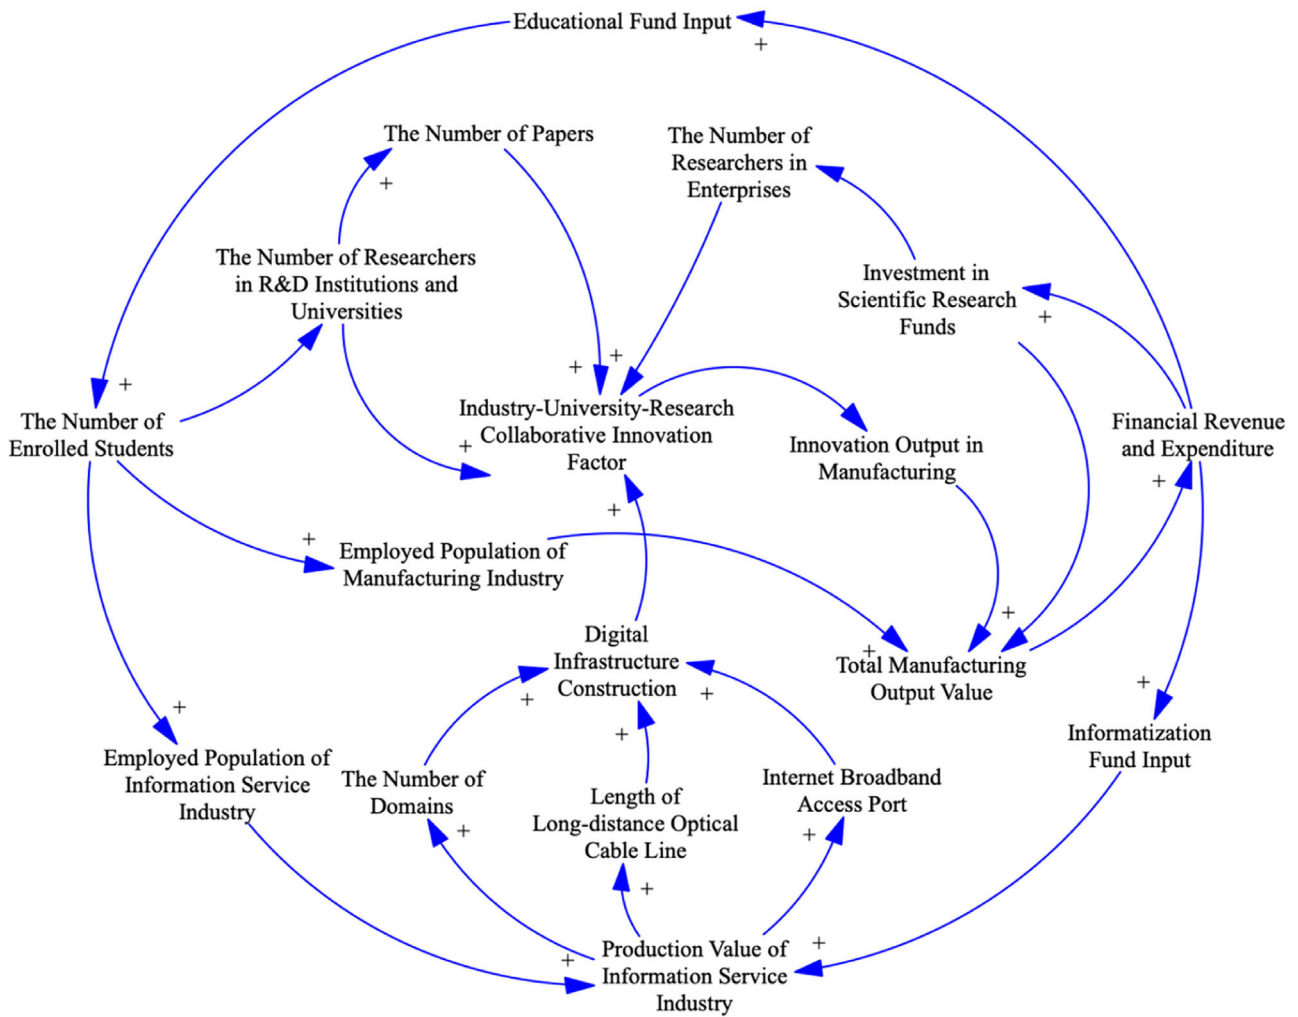 Educational Fund Input
+
The Number of Papers
+
The Number of
Researchers in
Enterprises
The Number of Researchers
in R&D Institutions and
Universities
Investment in
Scientific Research
Funds
+
+
+
+
The Number of
Enrolled Students
Industry-University-Research
Collaborative Innovation
Factor
+
Innovation Output in
Manufacturing
Financial Revenue
and Expenditure
+
+
+
Employed Population of
Manufacturing Industry
Digital
Infrastructure
Construction
+
+
Total Manufacturing
Output Value
+
+
+
+
+
Informatization
Fund Input
Employed Population of
Information Service
Industry
The Number of
Domains
Length of
Long-distance Optical
Cable Line
Internet Broadband
Access Port
+
+
+
+
+
Production Value of
Information Service
Industry